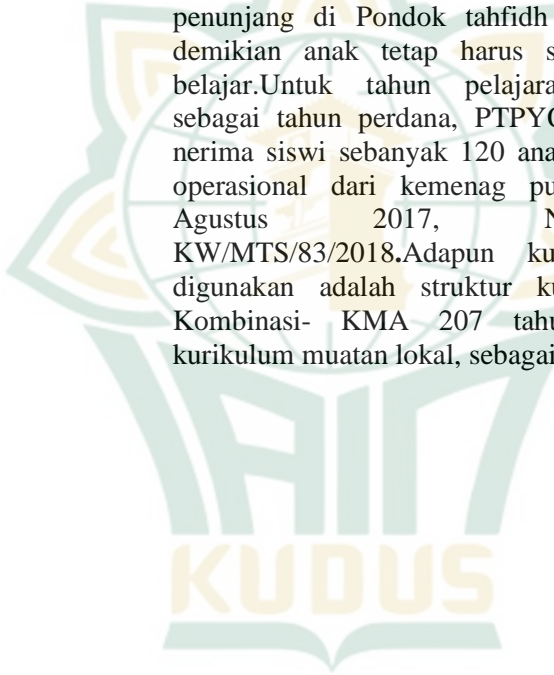 penunjang di Pondok tahfidh
demikian anak tetap harus s
belajar.Untuk tahun pelajara
sebagai tahun perdana, PTPYQ
nerima siswi sebanyak 120 ana
operasional dari kemenag pu
Agustus 2017, N
KW/MTS/83/2018.Adapun ku
digunakan adalah struktur ku
Kombinasi- KMA 207 tahu
kurikulum muatan lokal, sebagai
IAIN
KUDUS